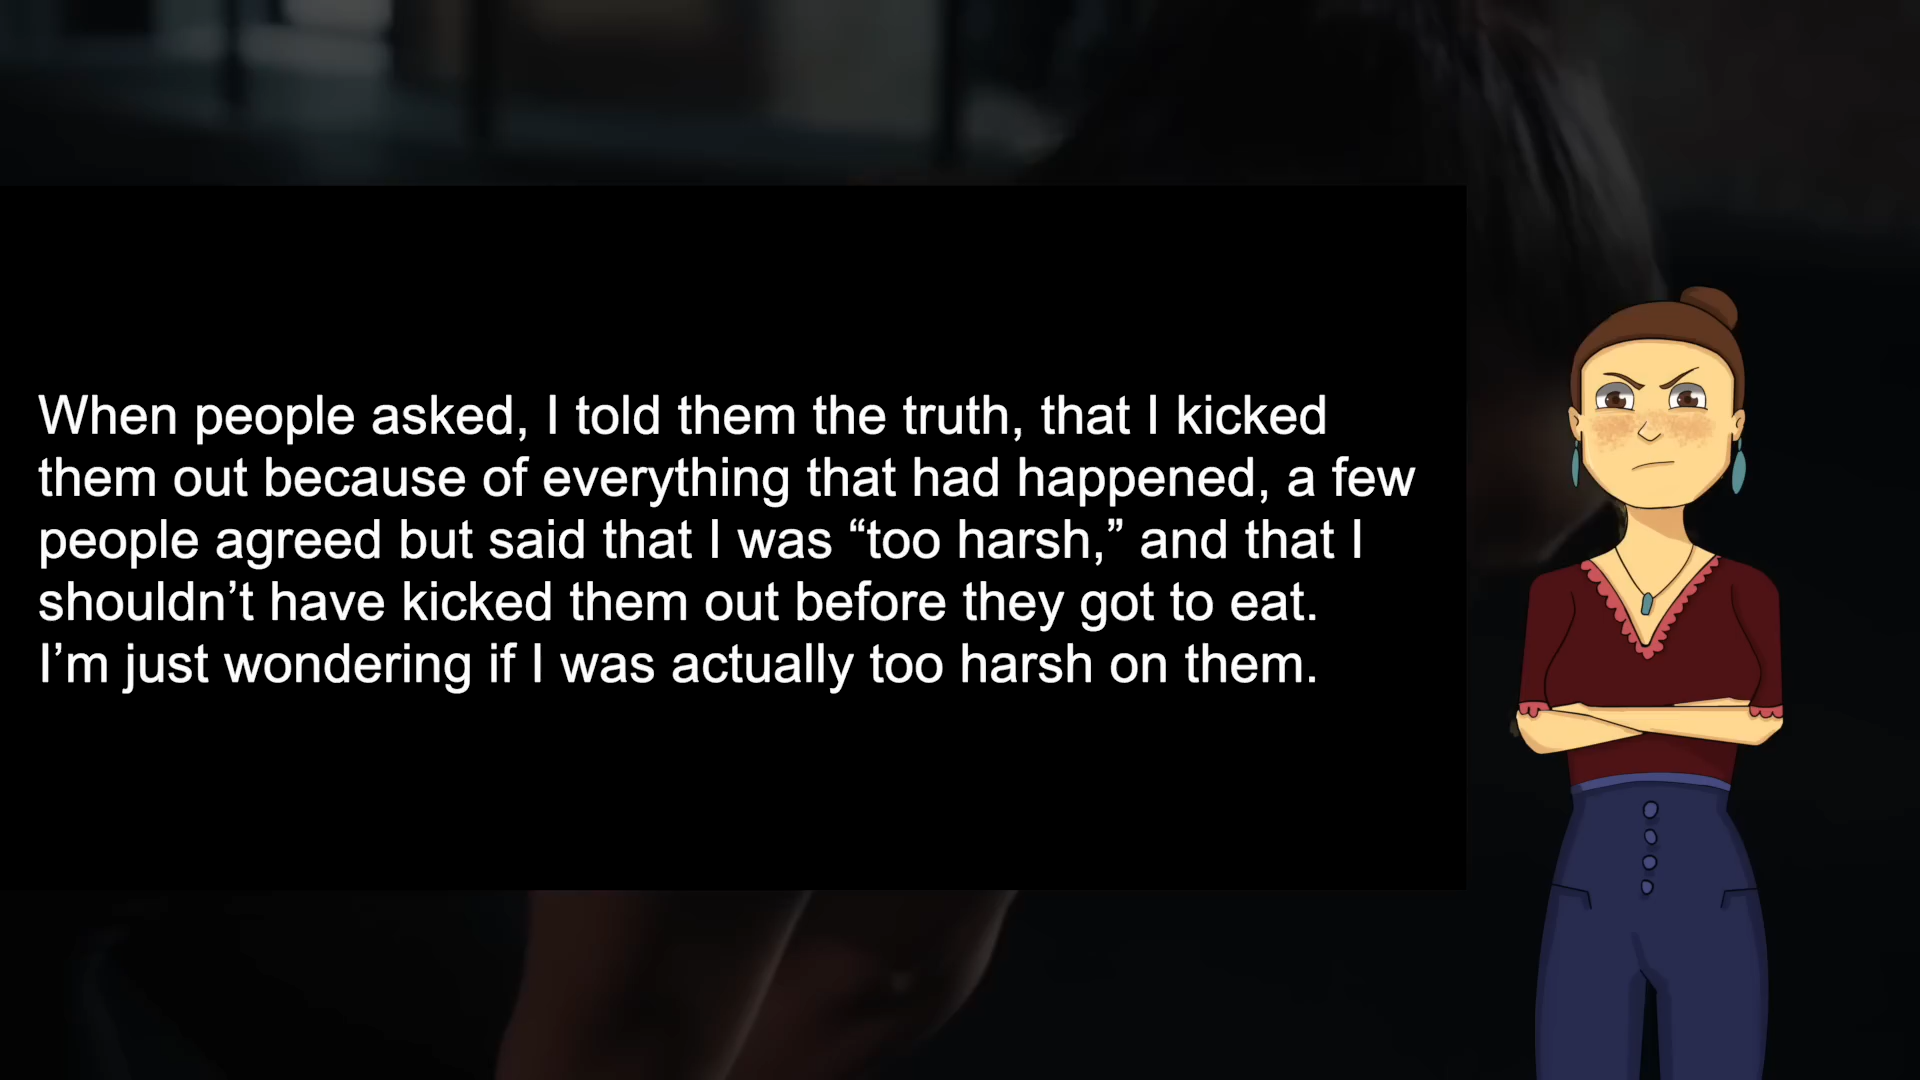 When people asked, I told them the truth, that I kicked
them out because of everything that had happened, a few
people agreed but said that I was “too harsh,” and that I
shouldn’t have kicked them out before they got to eat.
I’m just wondering if I was actually too harsh on them.